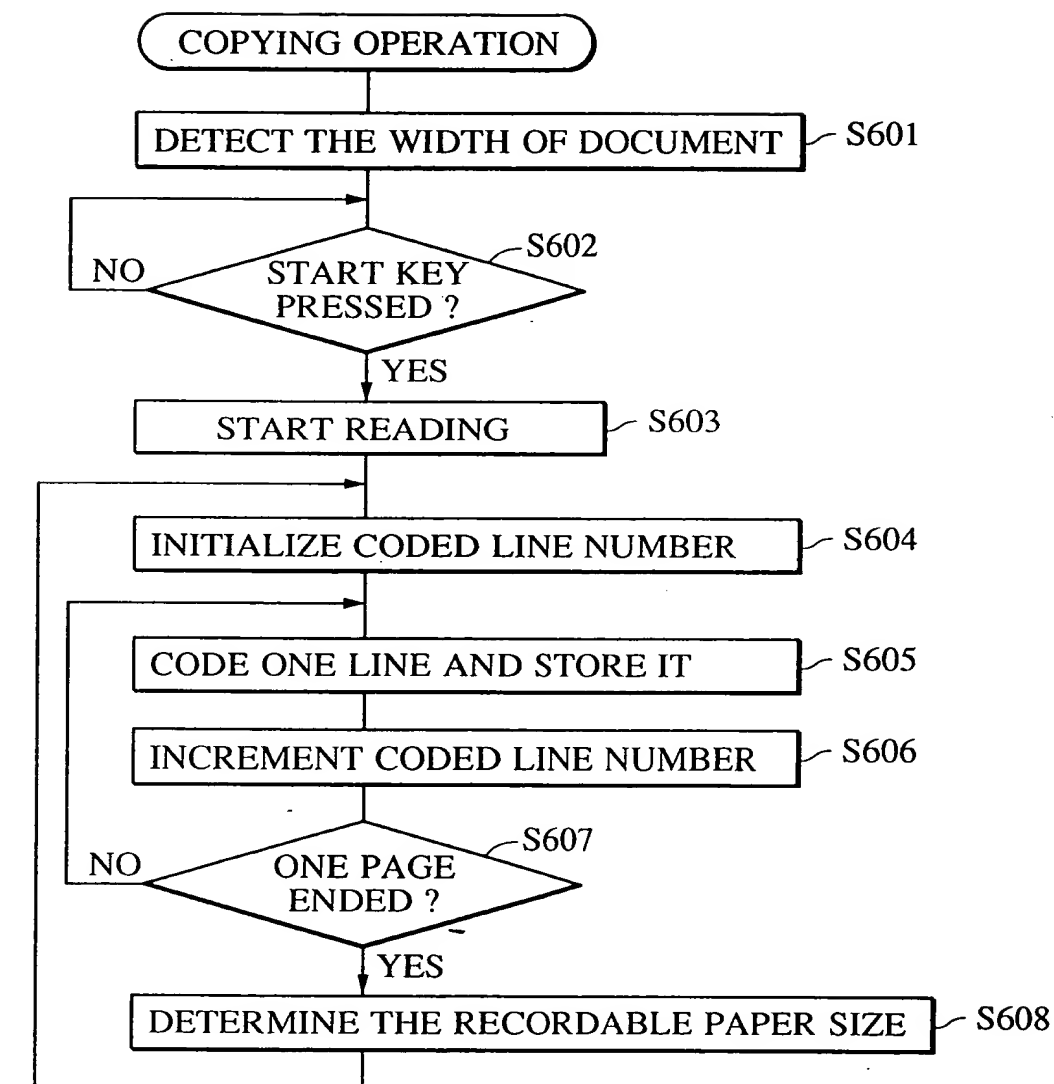 COPYING OPERATION
DETECT THE WIDTH OF DOCUMENT
S601
S602
NO
START KEY
PRESSED ?
YES
START READING
S603
INITIALIZE CODED LINE NUMBER
S604
CODE ONE LINE AND STORE IT
S605
INCREMENT CODED LINE NUMBER
S606
S607
NO
ONE PAGE
ENDED ?
YES
DETERMINE THE RECORDABLE PAPER SIZE
S608